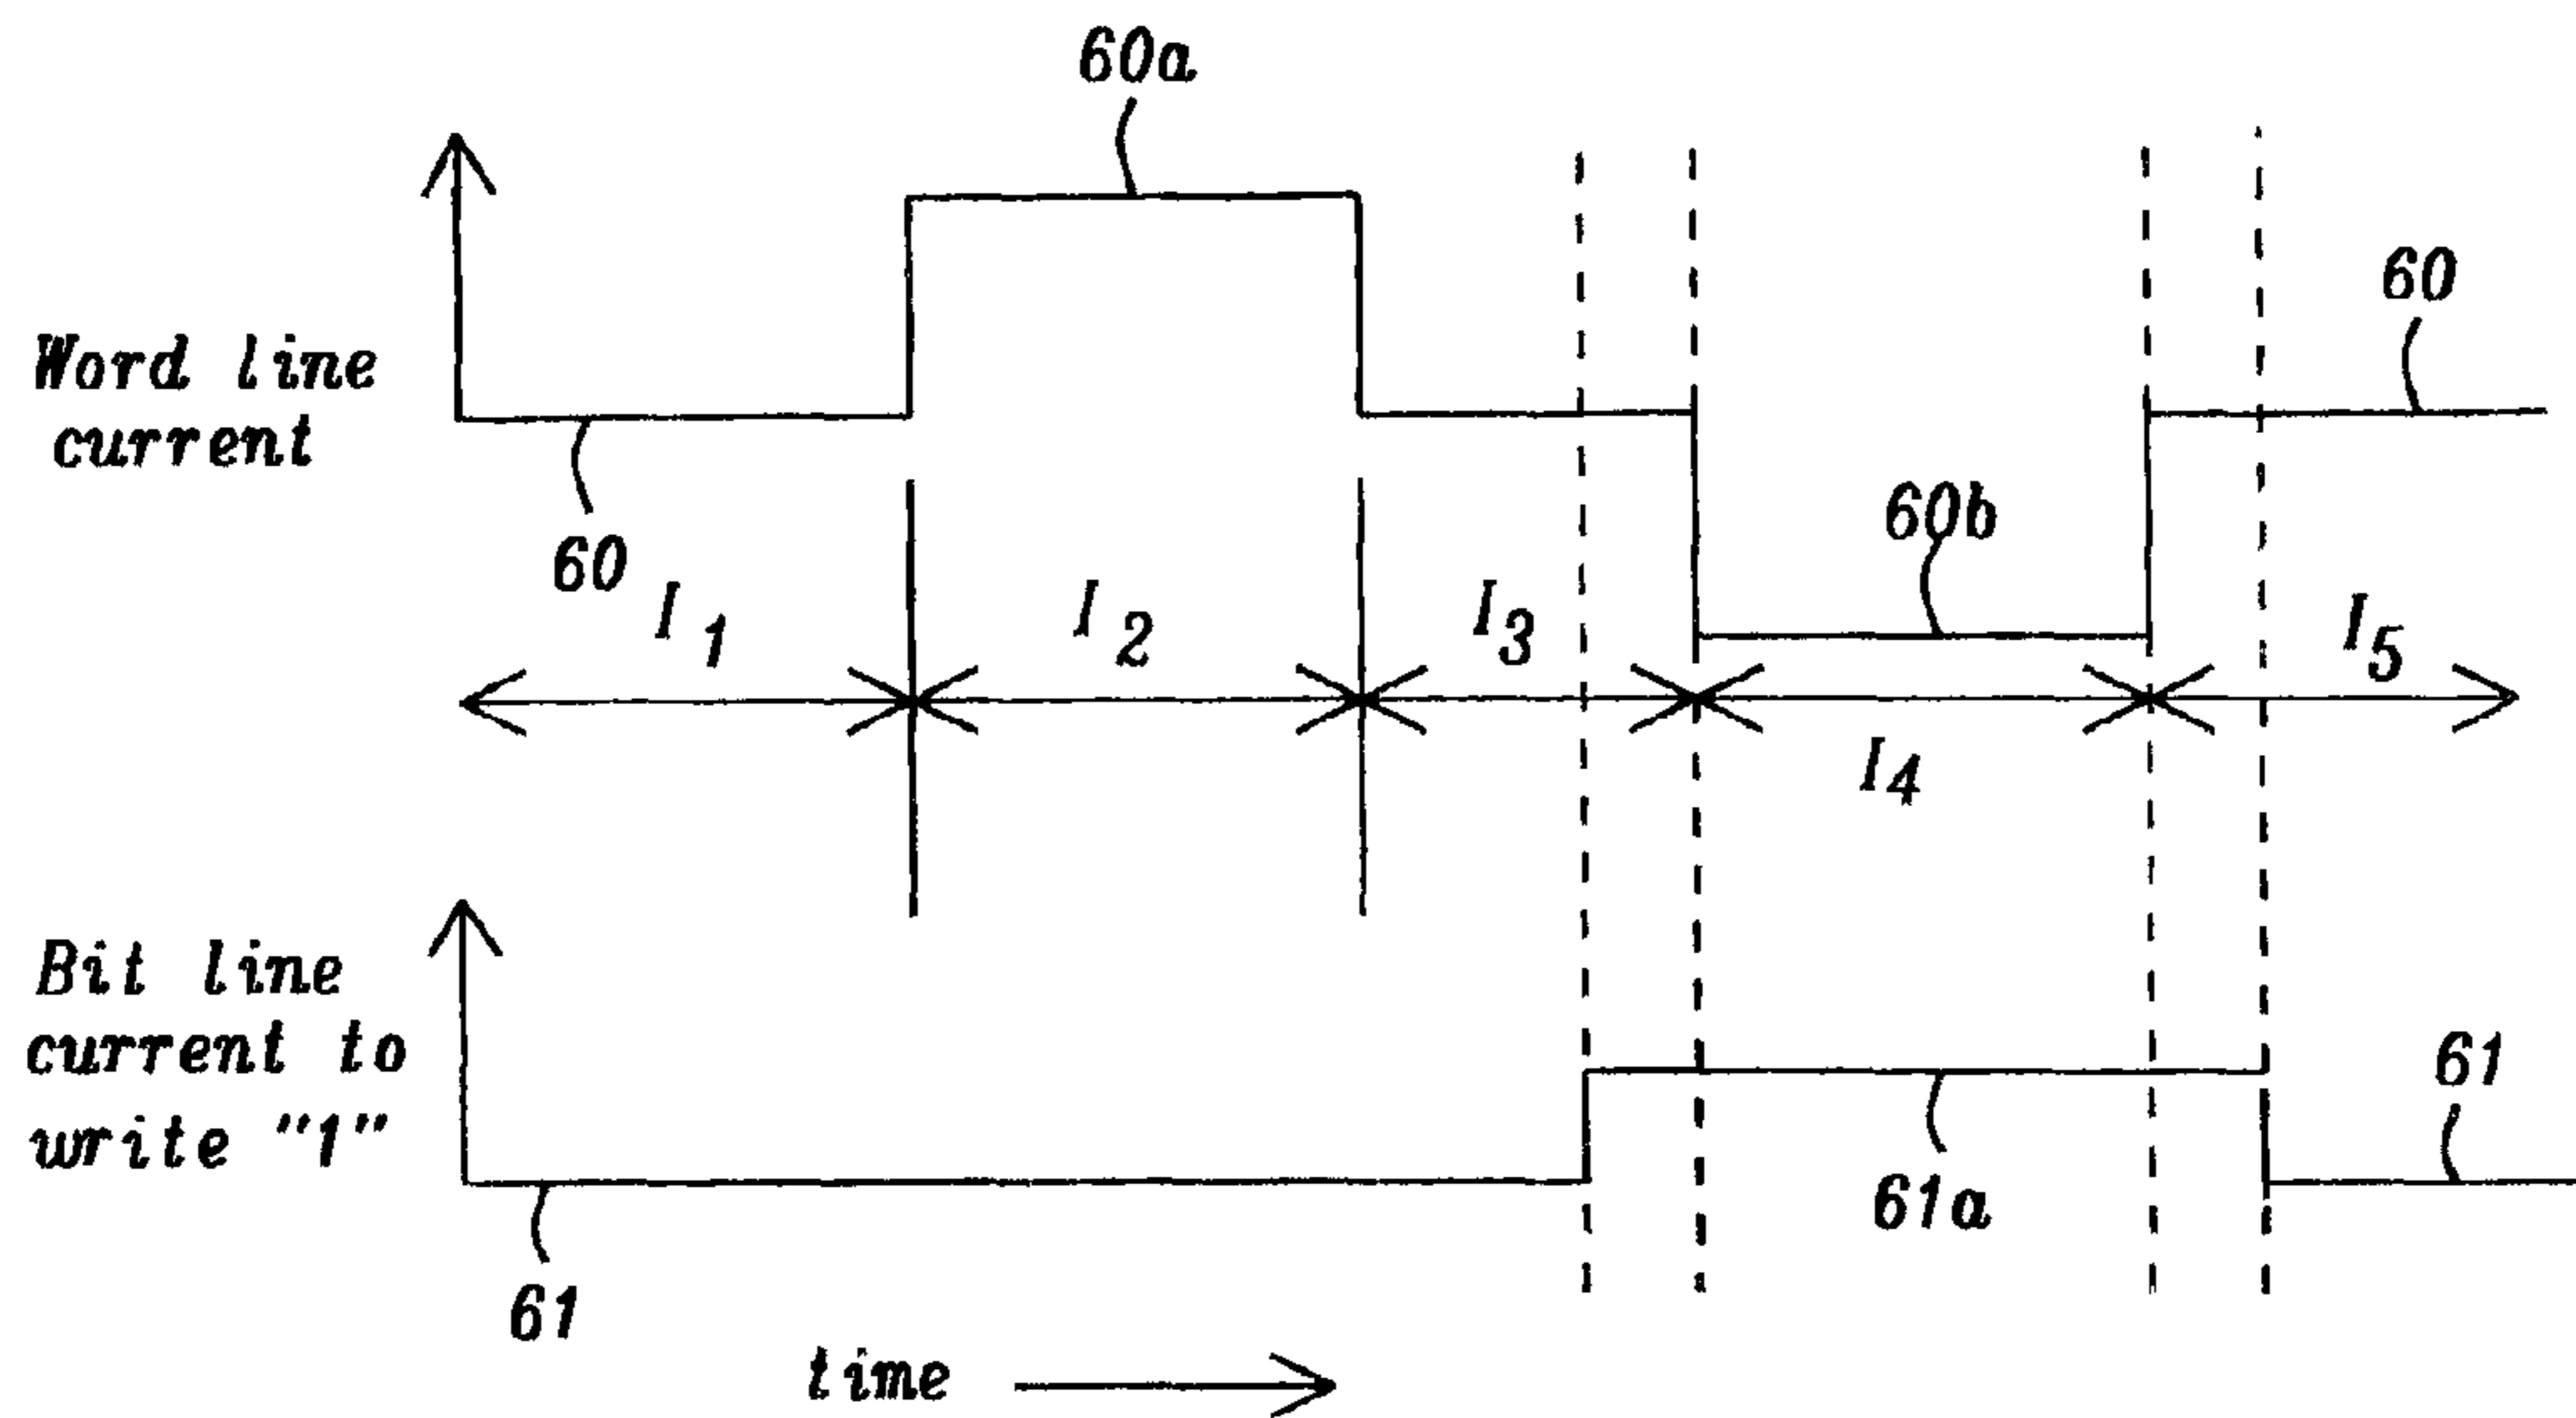 60a
60
Word line
current
60b
60
I1
I2
I3
I5
I4
Bit line
current to
write "1"
61
61a
61
time